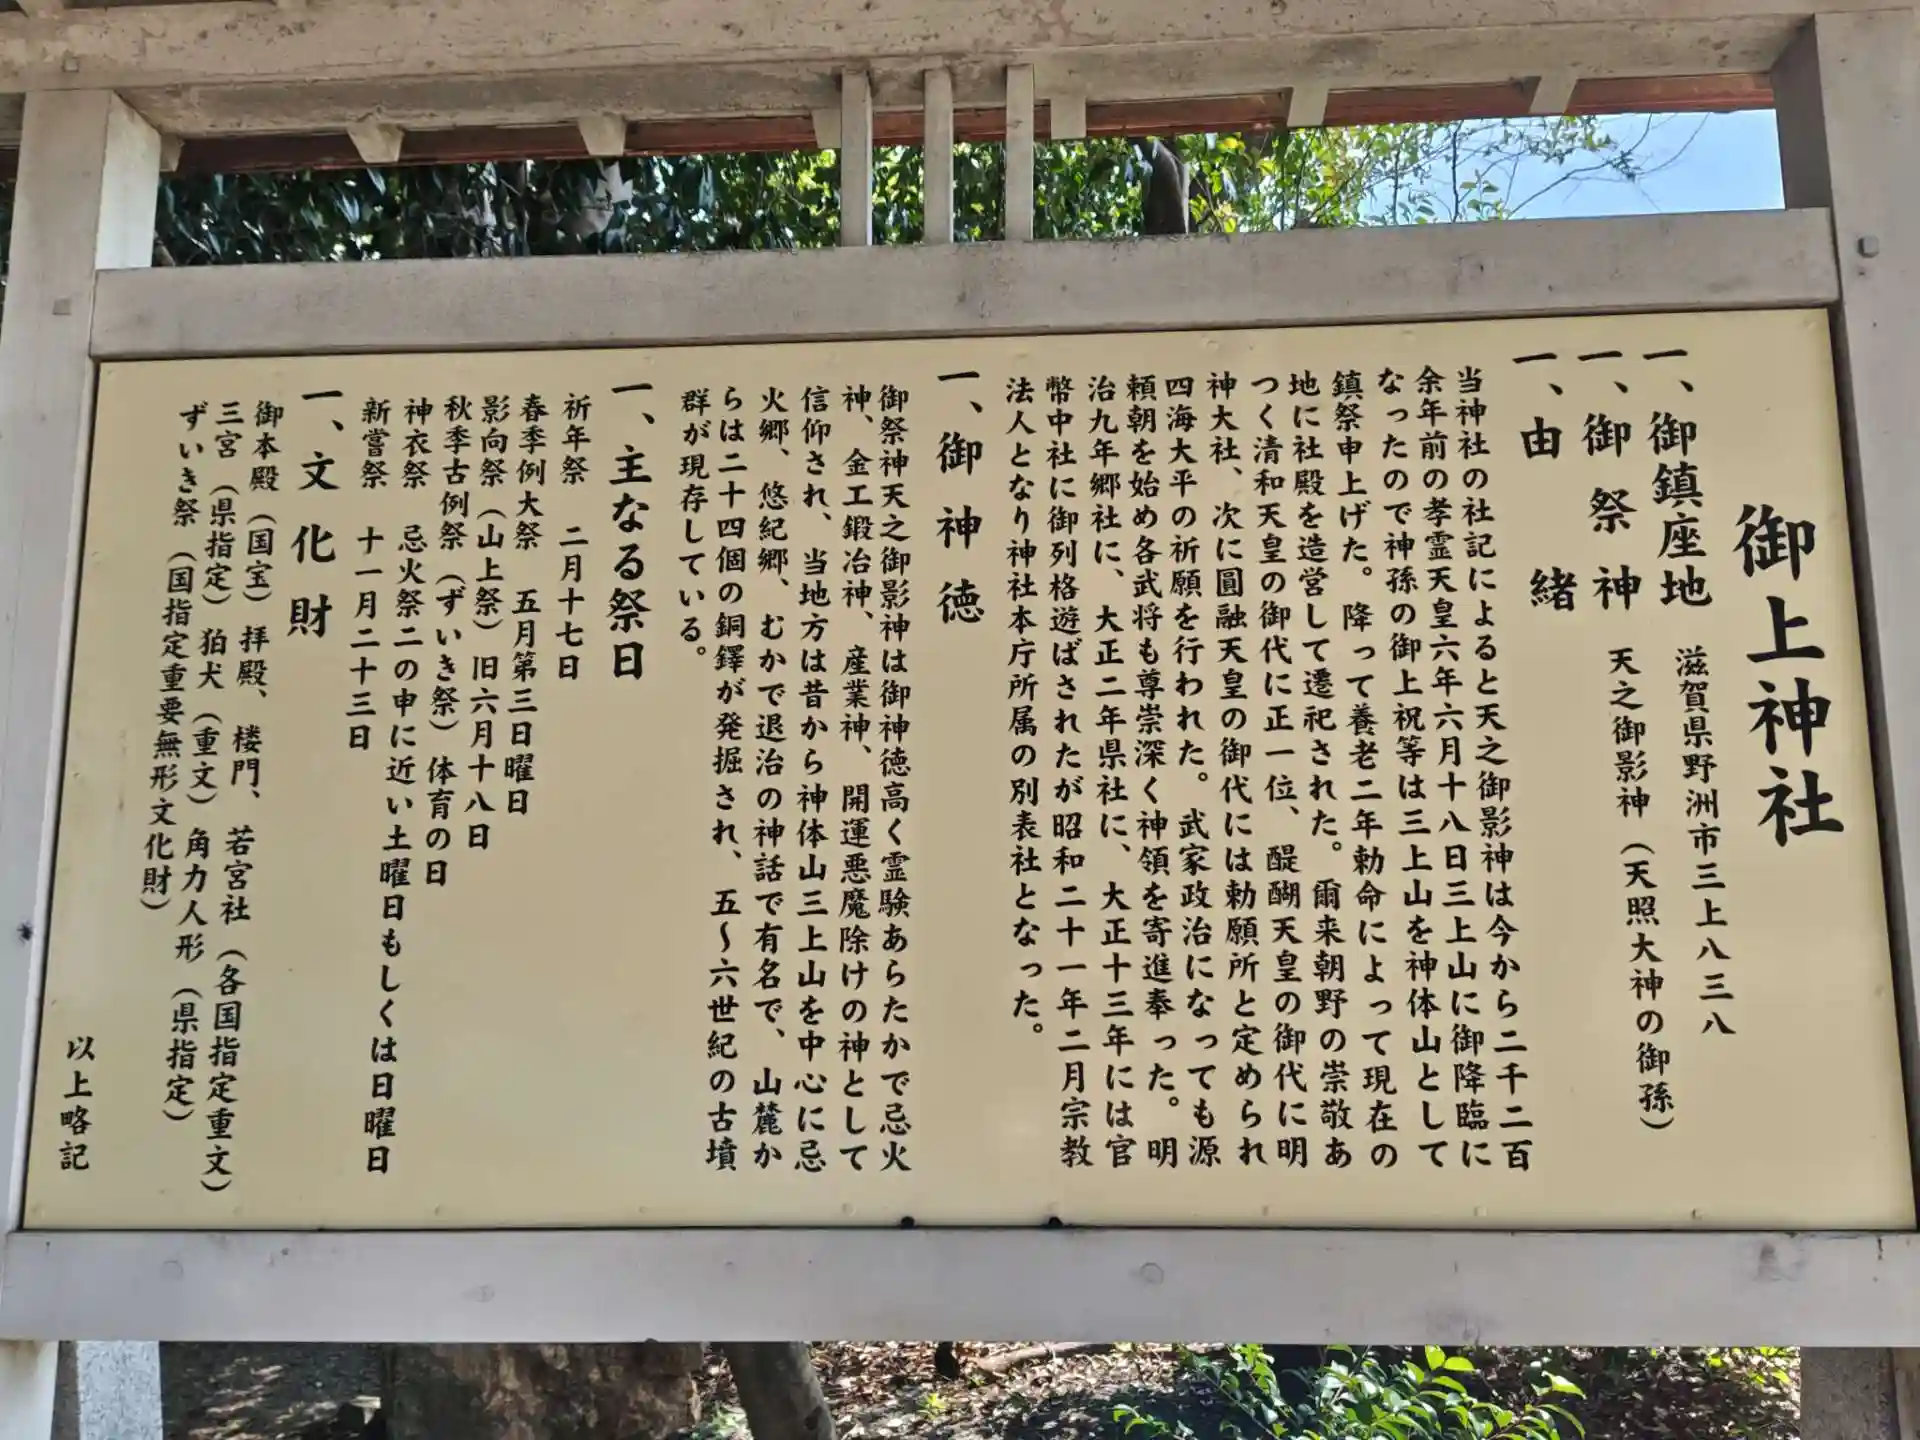 御上神社
一、御鎮座地　滋賀県野洲市三上八三八
一、御祭神　天之御影神（天照大神の御孫）
一、由緒
当神社の社記によると天之御影神は今から二千二百
余年前の孝霊天皇六年六月十八日三上山に御降臨に
なったので神孫の御上祝等は三上山を神体山として
鎮祭申上げた。降って養老二年勅命によって現在の
地に社殿を造営して遷祀された。爾来朝野の崇敬あ
つく清和天皇の御代に正一位、醍醐天皇の御代に明
神大社、次に圓融天皇の御代には勅願所と定められ
四海大平の祈願を行われた。武家政治になっても源
頼朝を始め各武将も尊崇深く神領を寄進奉った。明
治九年郷社に、大正二年県社に、大正十三年には官
幣中社に御列格遊ばされたが昭和二十一年二月宗教
法人となり神社本庁所属の別表社となった。
一、御神徳
御祭神天之御影神は御神徳高く霊験あらたかで忌火
神、金工鍛冶神、産業神、開運悪魔除けの神として
信仰され、当地方は昔から神体山三上山を中心に忌
火郷、悠紀郷、むかで退治の神話で有名で、山麓か
らは二十四個の銅鐸が発掘され、五〜六世紀の古墳
群が現存している。
一、主なる祭日
祈年祭　二月十七日
春季例大祭　五月第三日曜日
影向祭（山上祭）旧六月十八日
秋季古例祭（ずいき祭）体育の日
神衣祭　忌火祭二の申に近い土曜日もしくは日曜日
新嘗祭　十一月二十三日
一、文化財
御本殿（国宝）拝殿、楼門、若宮社（各国指定重文）
三宮（県指定）狛犬（重文）角力人形（県指定）
ずいき祭（国指定重要無形文化財）
以上略記